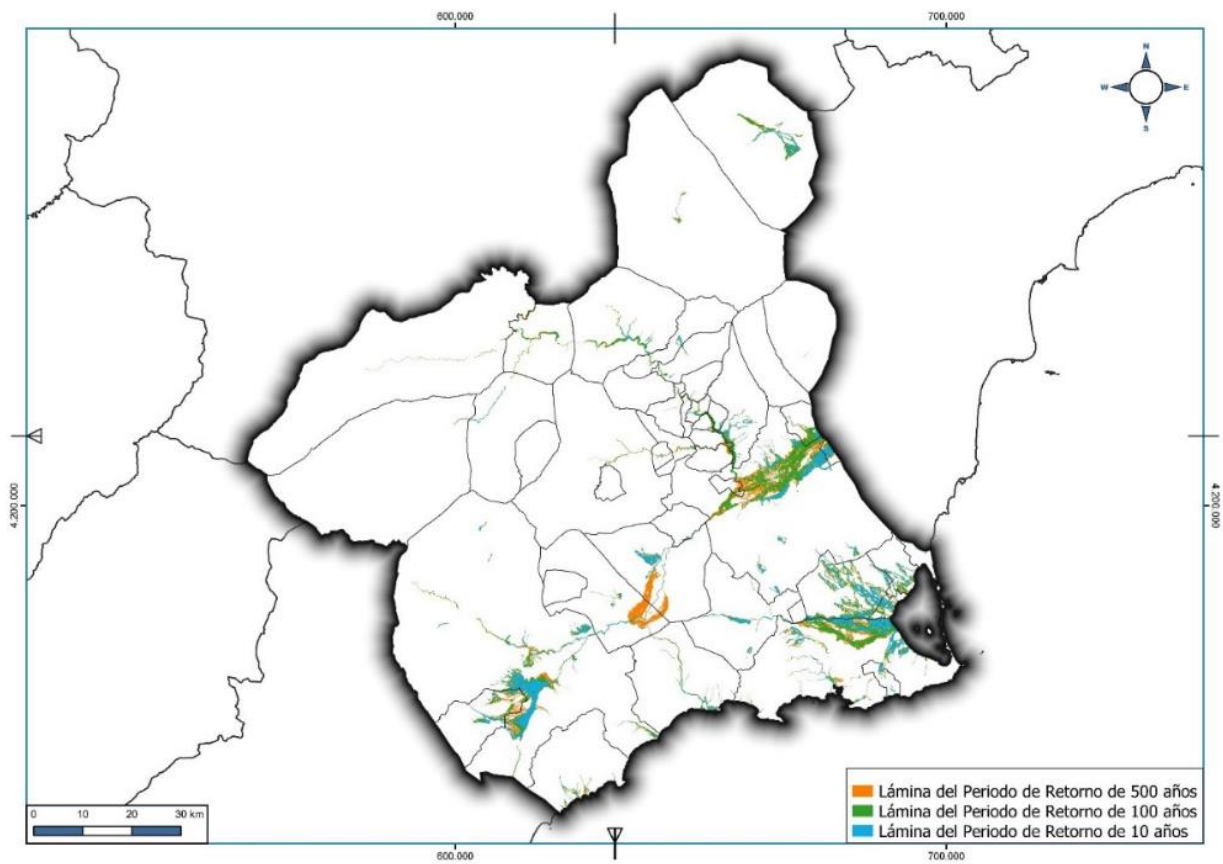 600.000
700.000
N
W
E
S
4.200.000
4.200.000
0
10
20
30 km
Lámina del Periodo de Retorno de 500 años
Lámina del Periodo de Retorno de 100 años
Lámina del Periodo de Retorno de 10 años
600.000
700.000